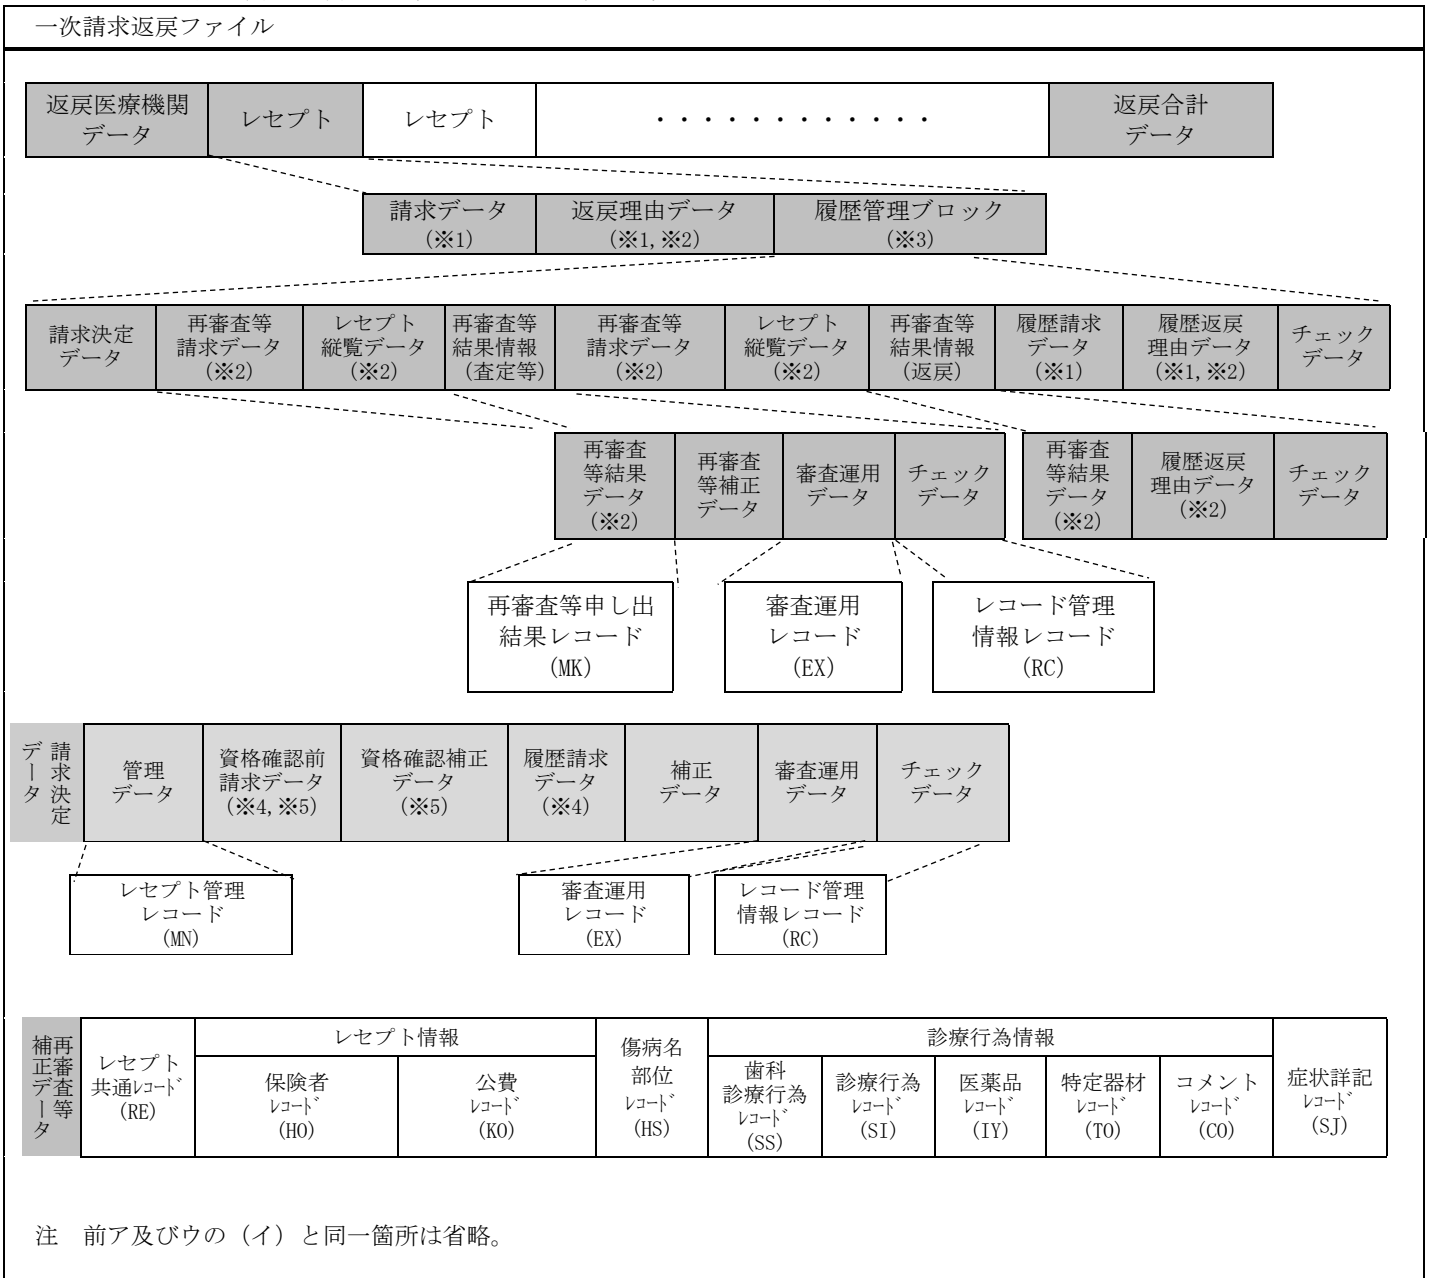 一次請求返戻ファイル
返戻医療機関
データ
レセプト
レセプト
・・・・・・・・・・・・
返戻合計
データ
請求データ
(※1)
返戻理由データ
(※1,※2)
履歴管理ブロック
(※3)
請求決定
データ
再審査等
請求データ
(※2)
レセプト
縦覧データ
(※2)
再審査等
結果情報
(査定等)
再審査等
請求データ
(※2)
レセプト
縦覧データ
(※2)
再審査等
結果情報
(返戻)
履歴請求
データ
(※1)
履歴返戻
理由データ
(※1,※2)
チェック
データ
再審査
等結果
データ
(※2)
再審査
等補正
データ
審査運用
データ
チェック
データ
再審査
等結果
データ
(※2)
履歴返戻
理由データ
(※2)
チェック
データ
再審査等申し出
結果レコード
(MK)
審査運用
レコード
(EX)
レコード管理
情報レコード
(RC)
請求決定
データ
管理
データ
資格確認前
請求データ
(※4,※5)
資格確認補正
データ
(※5)
履歴請求
データ
(※4)
補正
データ
審査運用
データ
チェック
データ
レセプト管理
レコード
(MN)
審査運用
レコード
(EX)
レコード管理
情報レコード
(RC)
再審査等
補正データ
レセプト
共通ﾚｺｰﾄﾞ
(RE)
レセプト情報
保険者
ﾚｺｰﾄﾞ
(HO)
公費
ﾚｺｰﾄﾞ
(KO)
傷病名
部位
ﾚｺｰﾄﾞ
(HS)
診療行為情報
歯科
診療行為
ﾚｺｰﾄﾞ
(SS)
診療行為
ﾚｺｰﾄﾞ
(SI)
医薬品
ﾚｺｰﾄﾞ
(IY)
特定器材
ﾚｺｰﾄﾞ
(TO)
コメント
ﾚｺｰﾄﾞ
(CO)
症状詳記
ﾚｺｰﾄﾞ
(SJ)
注　前ア及びウの（イ）と同一箇所は省略。